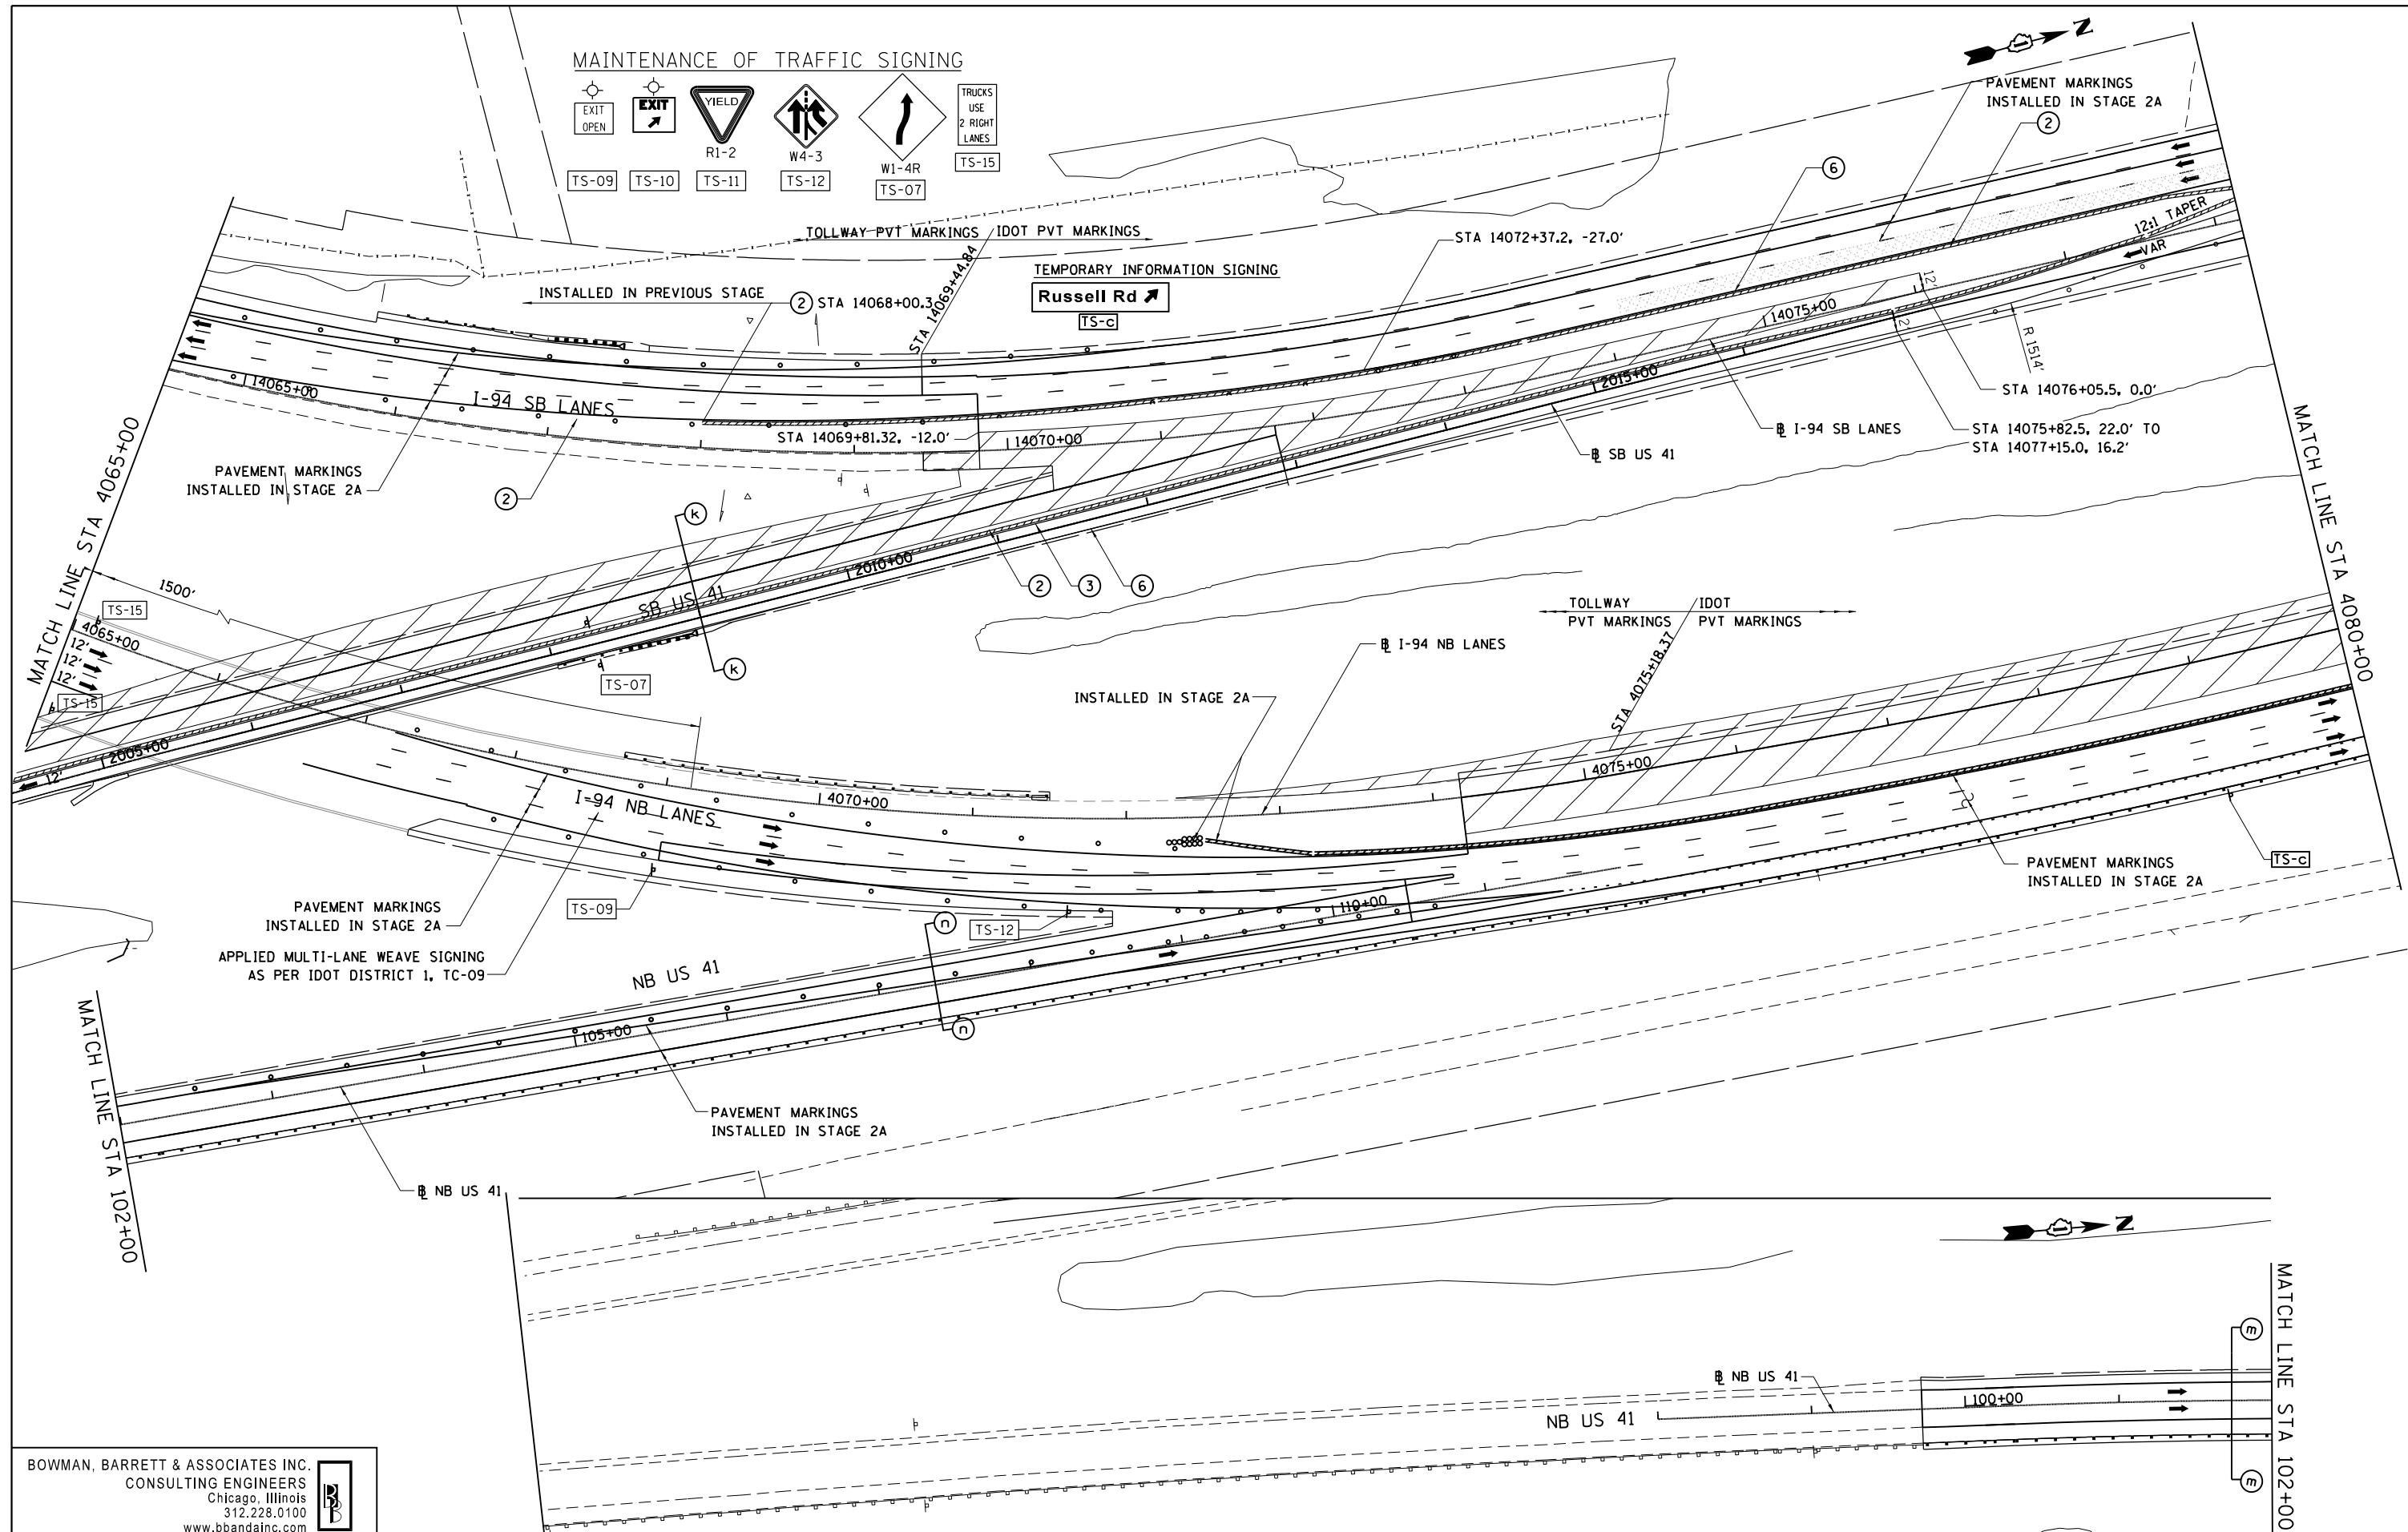 MAINTENANCE OF TRAFFIC SIGNING
EXIT
OPEN
TS-09
EXIT
TS-10
YIELD
R1-2
TS-11
W4-3
TS-12
W1-4R
TS-07
TRUCKS
USE
2 RIGHT
LANES
TS-15
N
PAVEMENT MARKINGS
INSTALLED IN STAGE 2A
2
6
TOLLWAY PVT MARKINGS
IDOT PVT MARKINGS
STA 14069+44.84
STA 14072+37.2, -27.0'
TEMPORARY INFORMATION SIGNING
Russell Rd
TS-c
INSTALLED IN PREVIOUS STAGE
2
STA 14068+00.3
12:1 TAPER
VAR
12'
14075+00
2'
R 1514'
STA 14076+05.5, 0.0'
STA 14075+82.5, 22.0' TO
STA 14077+15.0, 16.2'
2015+00
℄ I-94 SB LANES
℄ SB US 41
14065+00
I-94 SB LANES
STA 14069+81.32, -12.0'
14070+00
MATCH LINE STA 4065+00
PAVEMENT MARKINGS
INSTALLED IN STAGE 2A
2
k
2010+00
SB US 41
2
3
6
MATCH LINE STA 4080+00
1500'
TS-15
4065+00
12'
12'
12'
TS-15
TS-07
k
TOLLWAY
PVT MARKINGS
IDOT
PVT MARKINGS
STA 4075+18.37
℄ I-94 NB LANES
INSTALLED IN STAGE 2A
2005+00
12'
I-94 NB LANES
4070+00
4075+00
TS-c
PAVEMENT MARKINGS
INSTALLED IN STAGE 2A
PAVEMENT MARKINGS
INSTALLED IN STAGE 2A
TS-09
110+00
n
TS-12
APPLIED MULTI-LANE WEAVE SIGNING
AS PER IDOT DISTRICT 1, TC-09
NB US 41
n
105+00
MATCH LINE STA 102+00
PAVEMENT MARKINGS
INSTALLED IN STAGE 2A
℄ NB US 41
N
MATCH LINE STA 102+00
m
℄ NB US 41
NB US 41
100+00
m
BOWMAN, BARRETT & ASSOCIATES INC.
CONSULTING ENGINEERS
Chicago, Illinois
312.228.0100
www.bbandainc.com